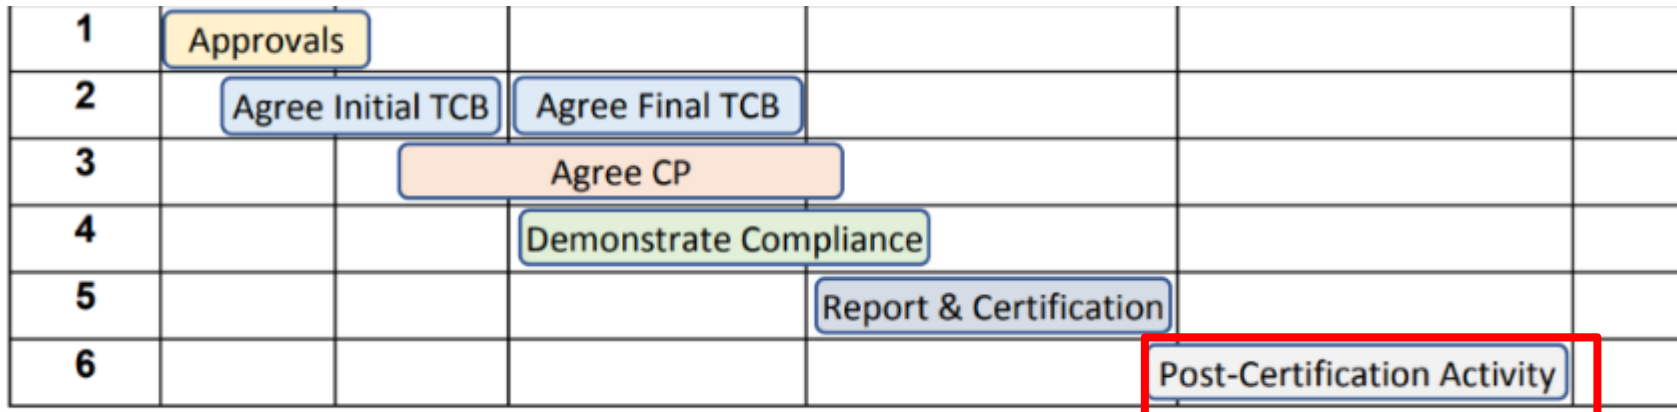 1 Approvals
2 Agree Initial TCB Agree Final TCB
3 Agree CP
4 Demonstrate Compliance
5 Report & Certification
6 Post-Certification Activity